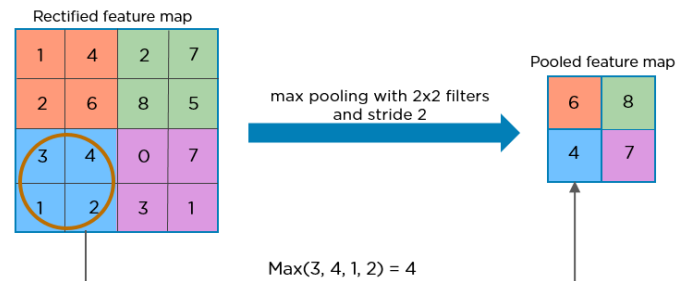 Rectified feature map
1 4 2 7
2 6 8 5
3 4 0 7
1 2 3 1
max pooling with 2x2 filters
and stride 2
Pooled feature map
6 8
4 7
Max(3, 4, 1, 2) = 4